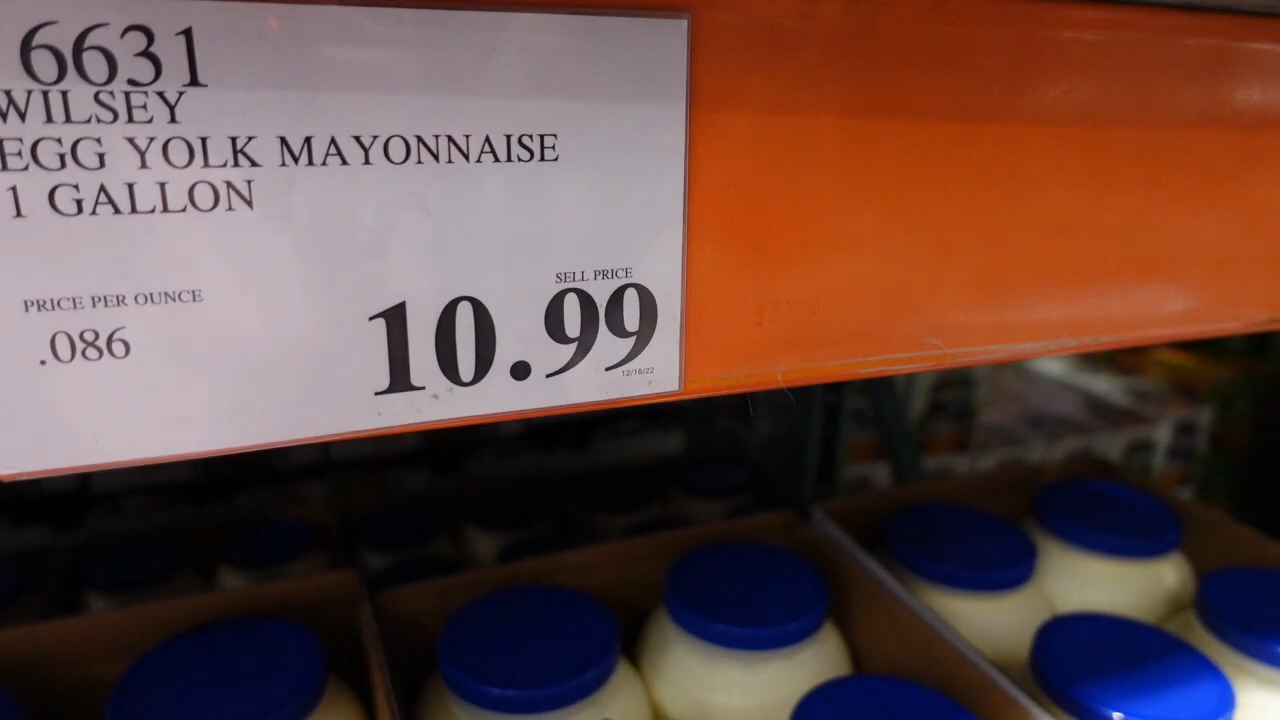 6631
WILSEY
EGG YOLK MAYONNAISE
1 GALLON
PRICE PER OUNCE
.086
SELL PRICE
10.99
12/16/22